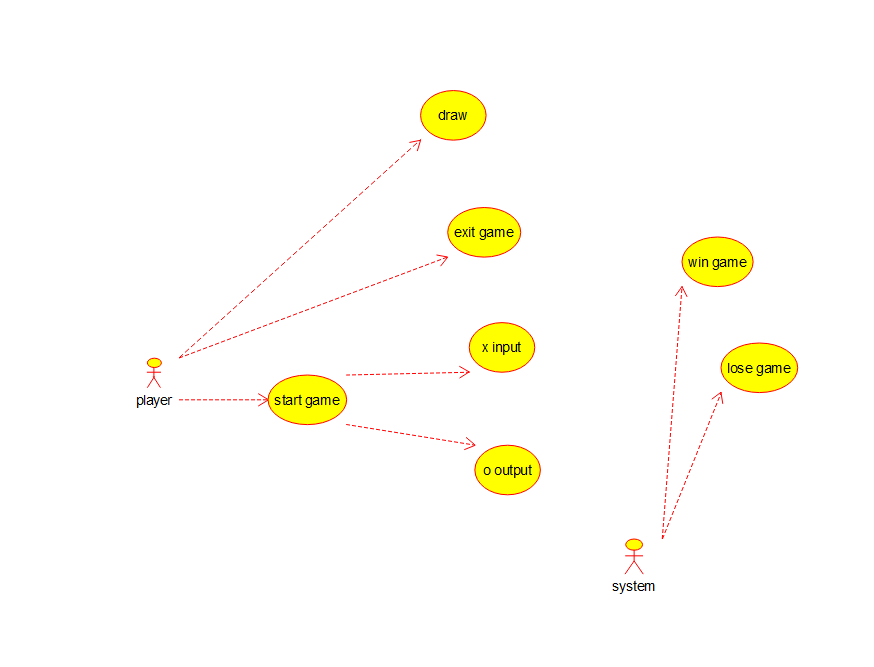 draw
exit game
win game
x input
lose game
player
start game
o output
system